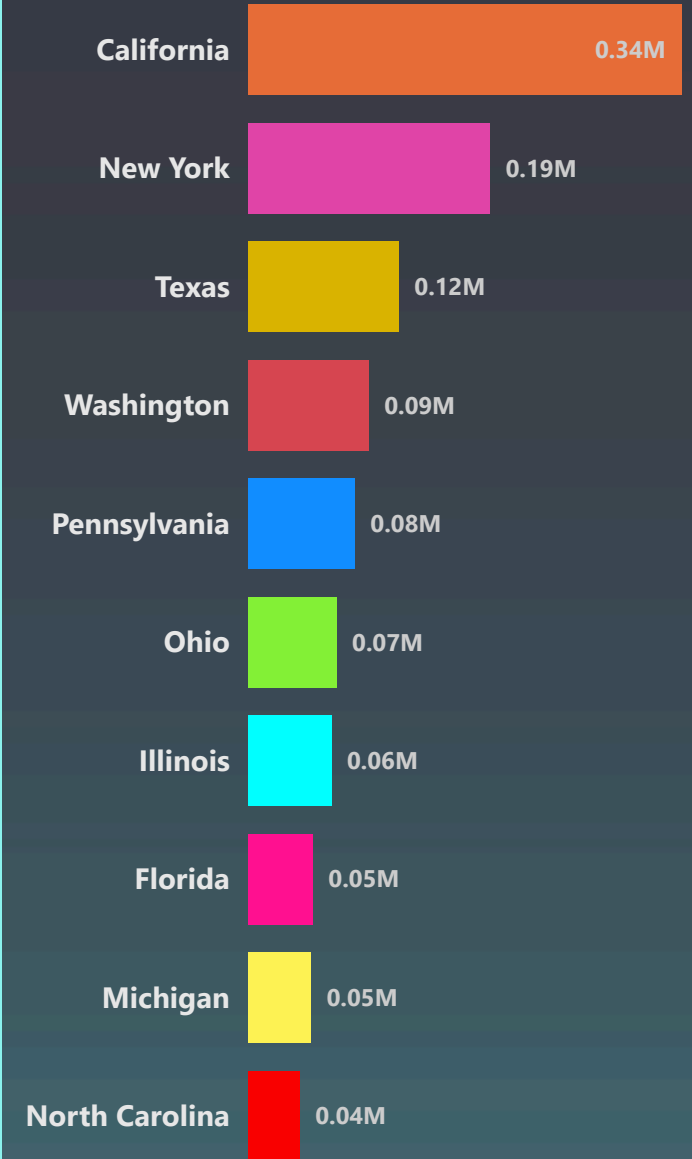 California 0.34M
New York 0.19M
Texas 0.12M
Washington 0.09M
Pennsylvania 0.08M
Ohio 0.07M
Illinois 0.06M
Florida 0.05M
Michigan 0.05M
North Carolina 0.04M